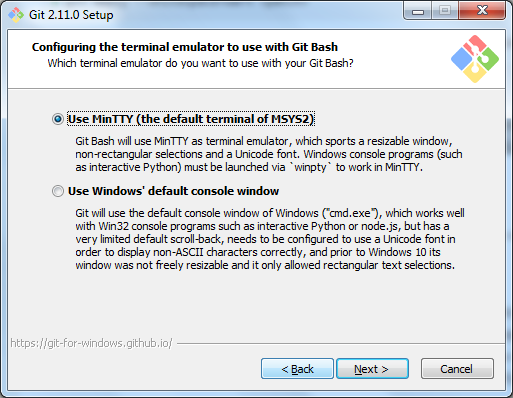 Git 2.11.0 Setup
Configuring the terminal emulator to use with Git Bash
Which terminal emulator do you want to use with your Git Bash?
Use MinTTY (the default terminal of MSYS2)
Git Bash will use MinTTY as terminal emulator, which sports a resizable window,
non-rectangular selections and a Unicode font. Windows console programs (such
as interactive Python) must be launched via `winpty` to work in MinTTY.
Use Windows' default console window
Git will use the default console window of Windows ("cmd.exe"), which works well
with Win32 console programs such as interactive Python or node.js, but has a
very limited default scroll-back, needs to be configured to use a Unicode font in
order to display non-ASCII characters correctly, and prior to Windows 10 its
window was not freely resizable and it only allowed rectangular text selections.
https://git-for-windows.github.io/
< Back
Next >
Cancel